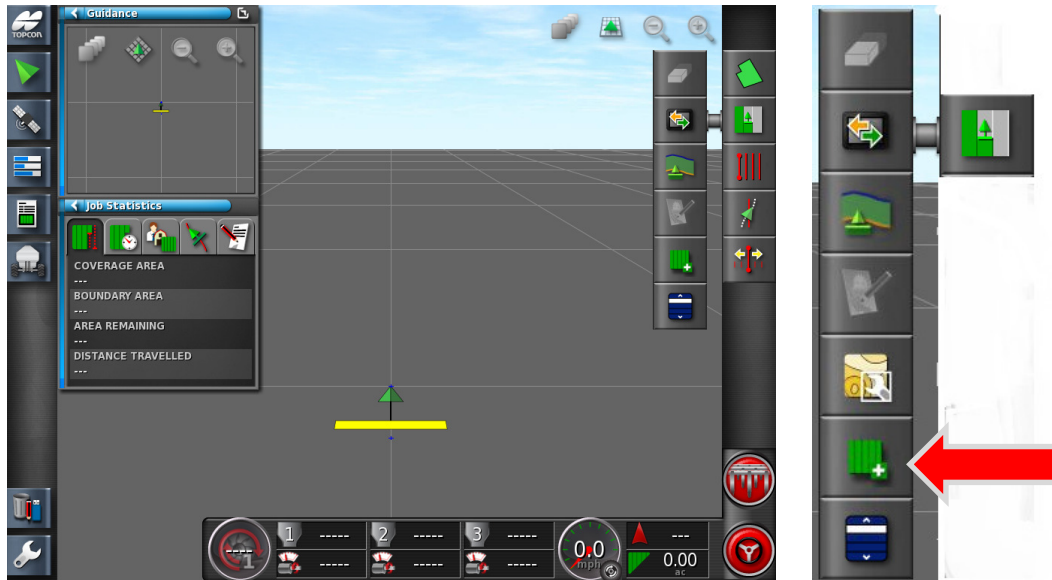 TOPCON
Guidance
Job Statistics
COVERAGE AREA
---
BOUNDARY AREA
---
AREA REMAINING
---
DISTANCE TRAVELLED
---
----
1
1 -----
-----
2 -----
-----
3 -----
-----
0.0
mph
---
0.00
ac